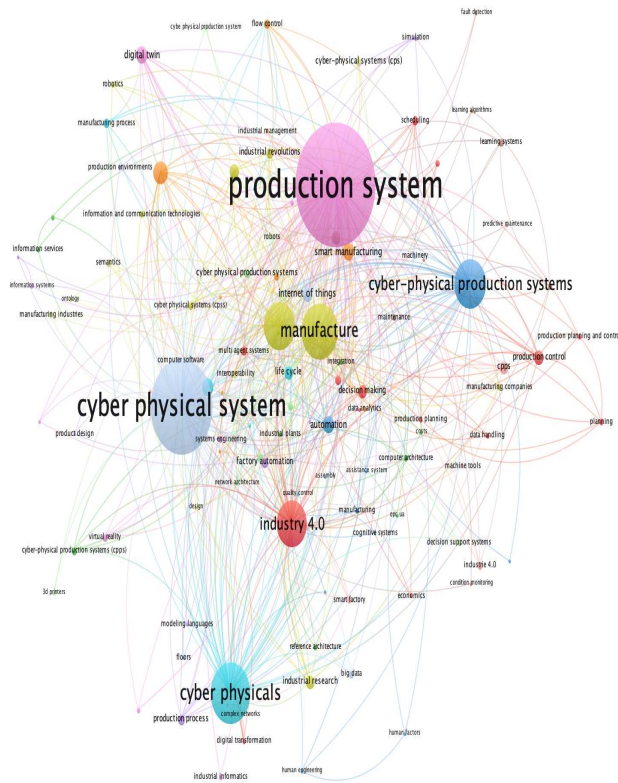 fault detection
cybe physical production system
flow control
simulation
digital twin
cyber-physical systems (cps)
robotics
learning algorithms
manufacturing process
scheduling
industrial management
learning systems
industrial revolutions
production environments
production system
information and communication technologies
predictive maintenance
robots
information services
smart manufacturing
machinery
semantics
cyber physical production systems
information systems
cyber-physical production systems
internet of things
ontology
cyber physical systems (cpss)
manufacturing industries
maintenance
manufacture
production planning and contr
multi agent systems
computer software
integration
production control
interoperability
life cycle
cpps
decision making
manufacturing companies
cyber physical system
data analytics
production planning
planning
automation
costs
product design
systems engineering
industrial plants
data handling
computer architecture
factory automation
machine tools
assistance system
network architecture
assembly
quality control
design
manufacturing
opc ua
industry 4.0
cognitive systems
virtual reality
decision support systems
cyber-physical production systems (cpps)
industrie 4.0
condition monitoring
3d printers
smart factory
economics
modeling languages
reference architecture
floors
big data
industrial research
cyber physicals
complex networks
production process
human factors
digital transformation
human engineering
industrial informatics